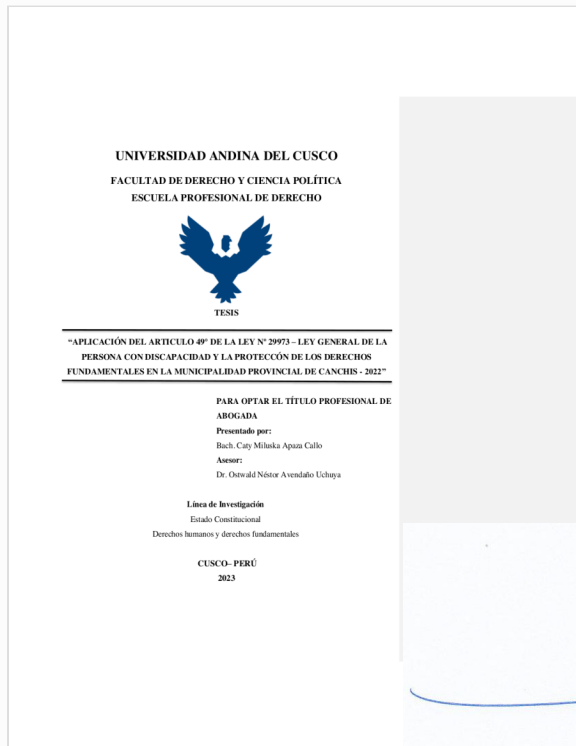 UNIVERSIDAD ANDINA DEL CUSCO
FACULTAD DE DERECHO Y CIENCIA POLÍTICA
ESCUELA PROFESIONAL DE DERECHO
TESIS
“APLICACIÓN DEL ARTICULO 49° DE LA LEY N° 29973 – LEY GENERAL DE LA
PERSONA CON DISCAPACIDAD Y LA PROTECCÓN DE LOS DERECHOS
FUNDAMENTALES EN LA MUNICIPALIDAD PROVINCIAL DE CANCHIS - 2022”
PARA OPTAR EL TÍTULO PROFESIONAL DE
ABOGADA
Presentado por:
Bach. Caty Miluska Apaza Callo
Asesor:
Dr. Ostwald Néstor Avendaño Uchuya
Línea de Investigación
Estado Constitucional
Derechos humanos y derechos fundamentales
CUSCO– PERÚ
2023